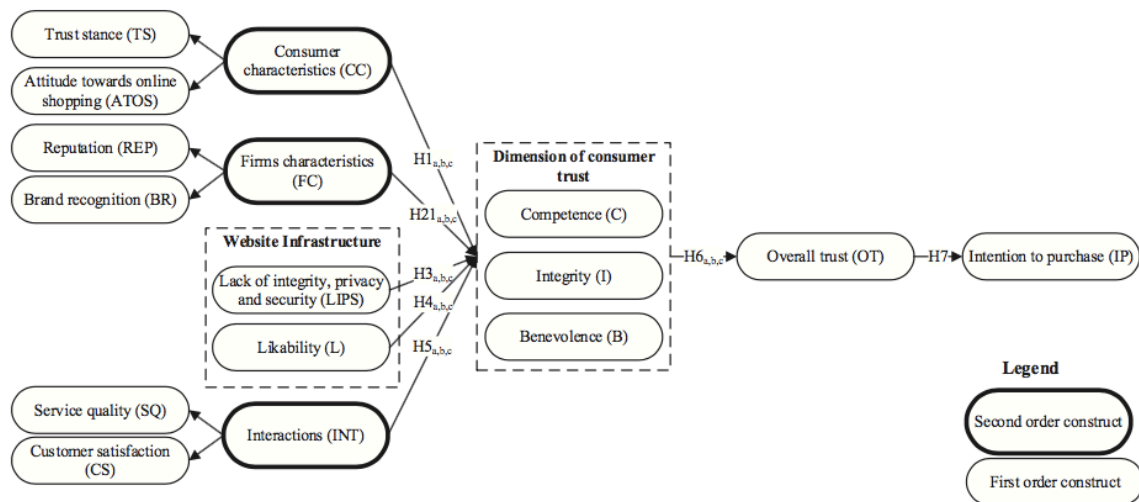 Trust stance (TS)
Attitude towards online
shopping (ATOS)
Reputation (REP)
Brand recognition (BR)
Consumer
characteristics (CC)
Firms characteristics
(FC)
Website Infrastructure
Lack of integrity, privacy
and security (LIPS)
Likability (L)
Service quality (SQ)
Customer satisfaction
(CS)
Interactions (INT)
H1a,b,c
H21a,b,c
H3a,b,c
H4a,b,c
H5a,b,c
Dimension of consumer
trust
Competence (C)
Integrity (I)
Benevolence (B)
H6a,b,c
Overall trust (OT)
H7
Intention to purchase (IP)
Legend
Second order construct
First order construct